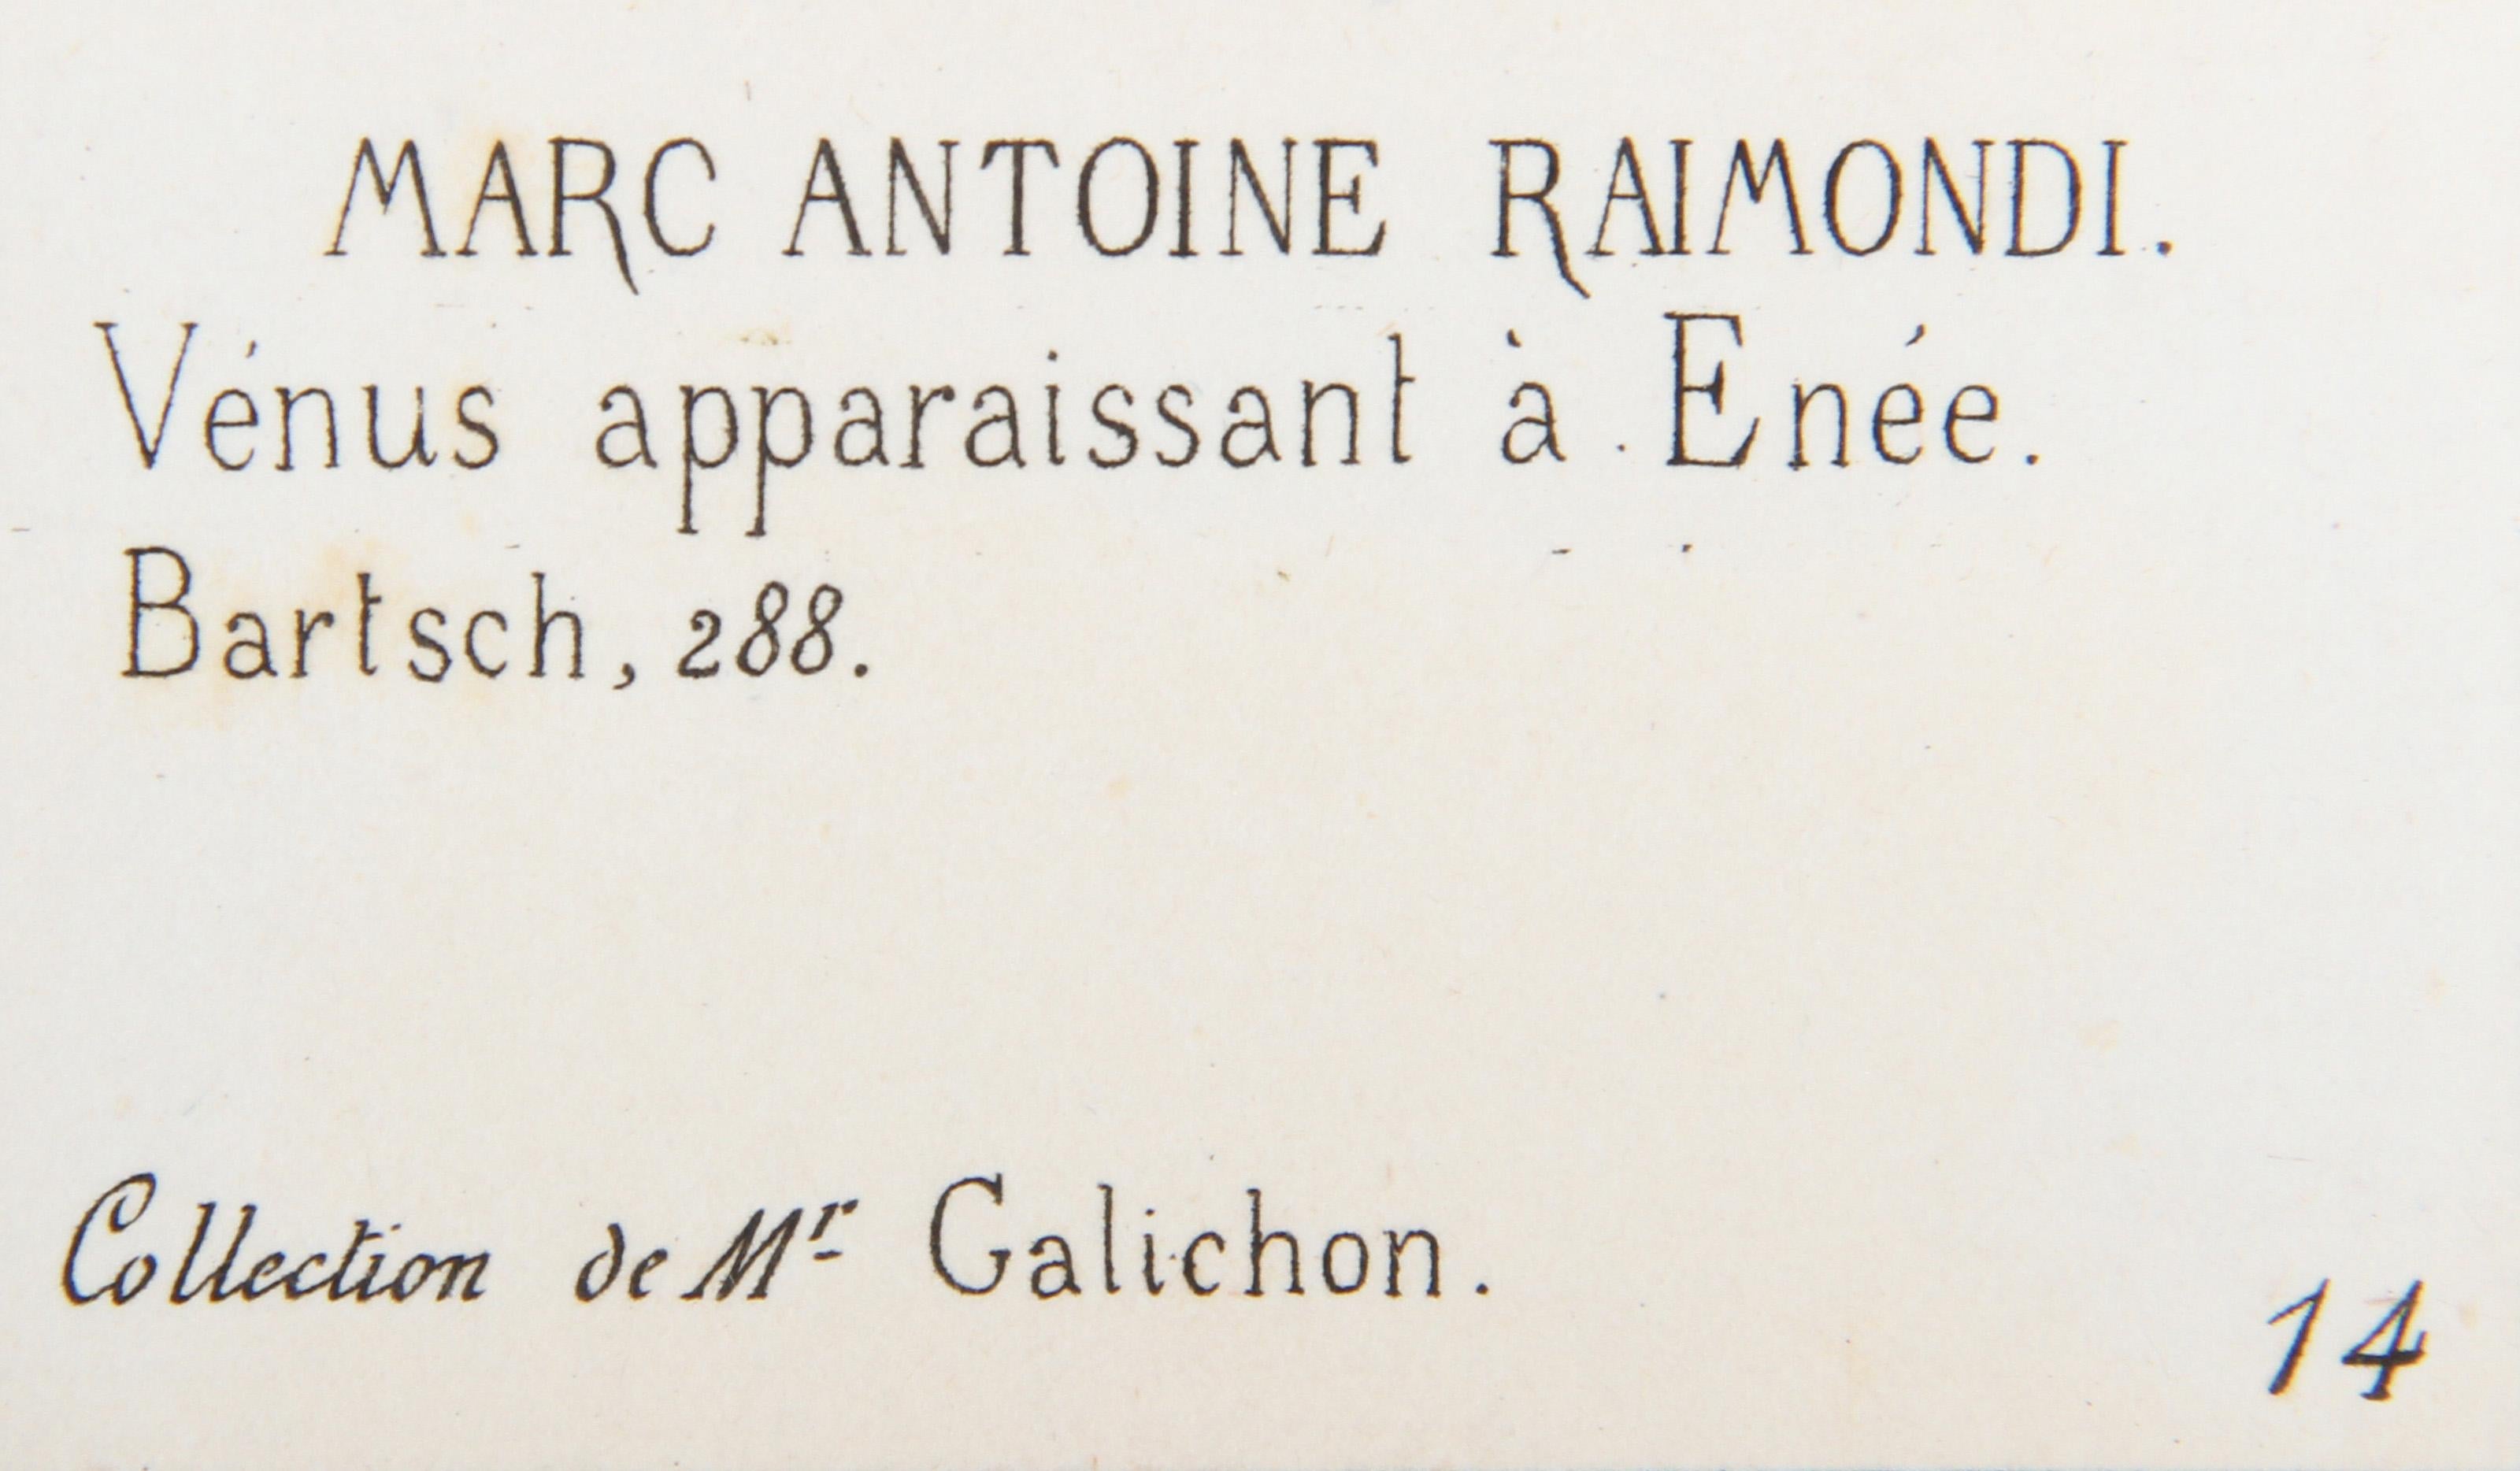 MARC ANTOINE RAIMONDI.
Vénus apparaissant à Enée.
Bartsch, 288.
Collection de Mr Galichon.
14